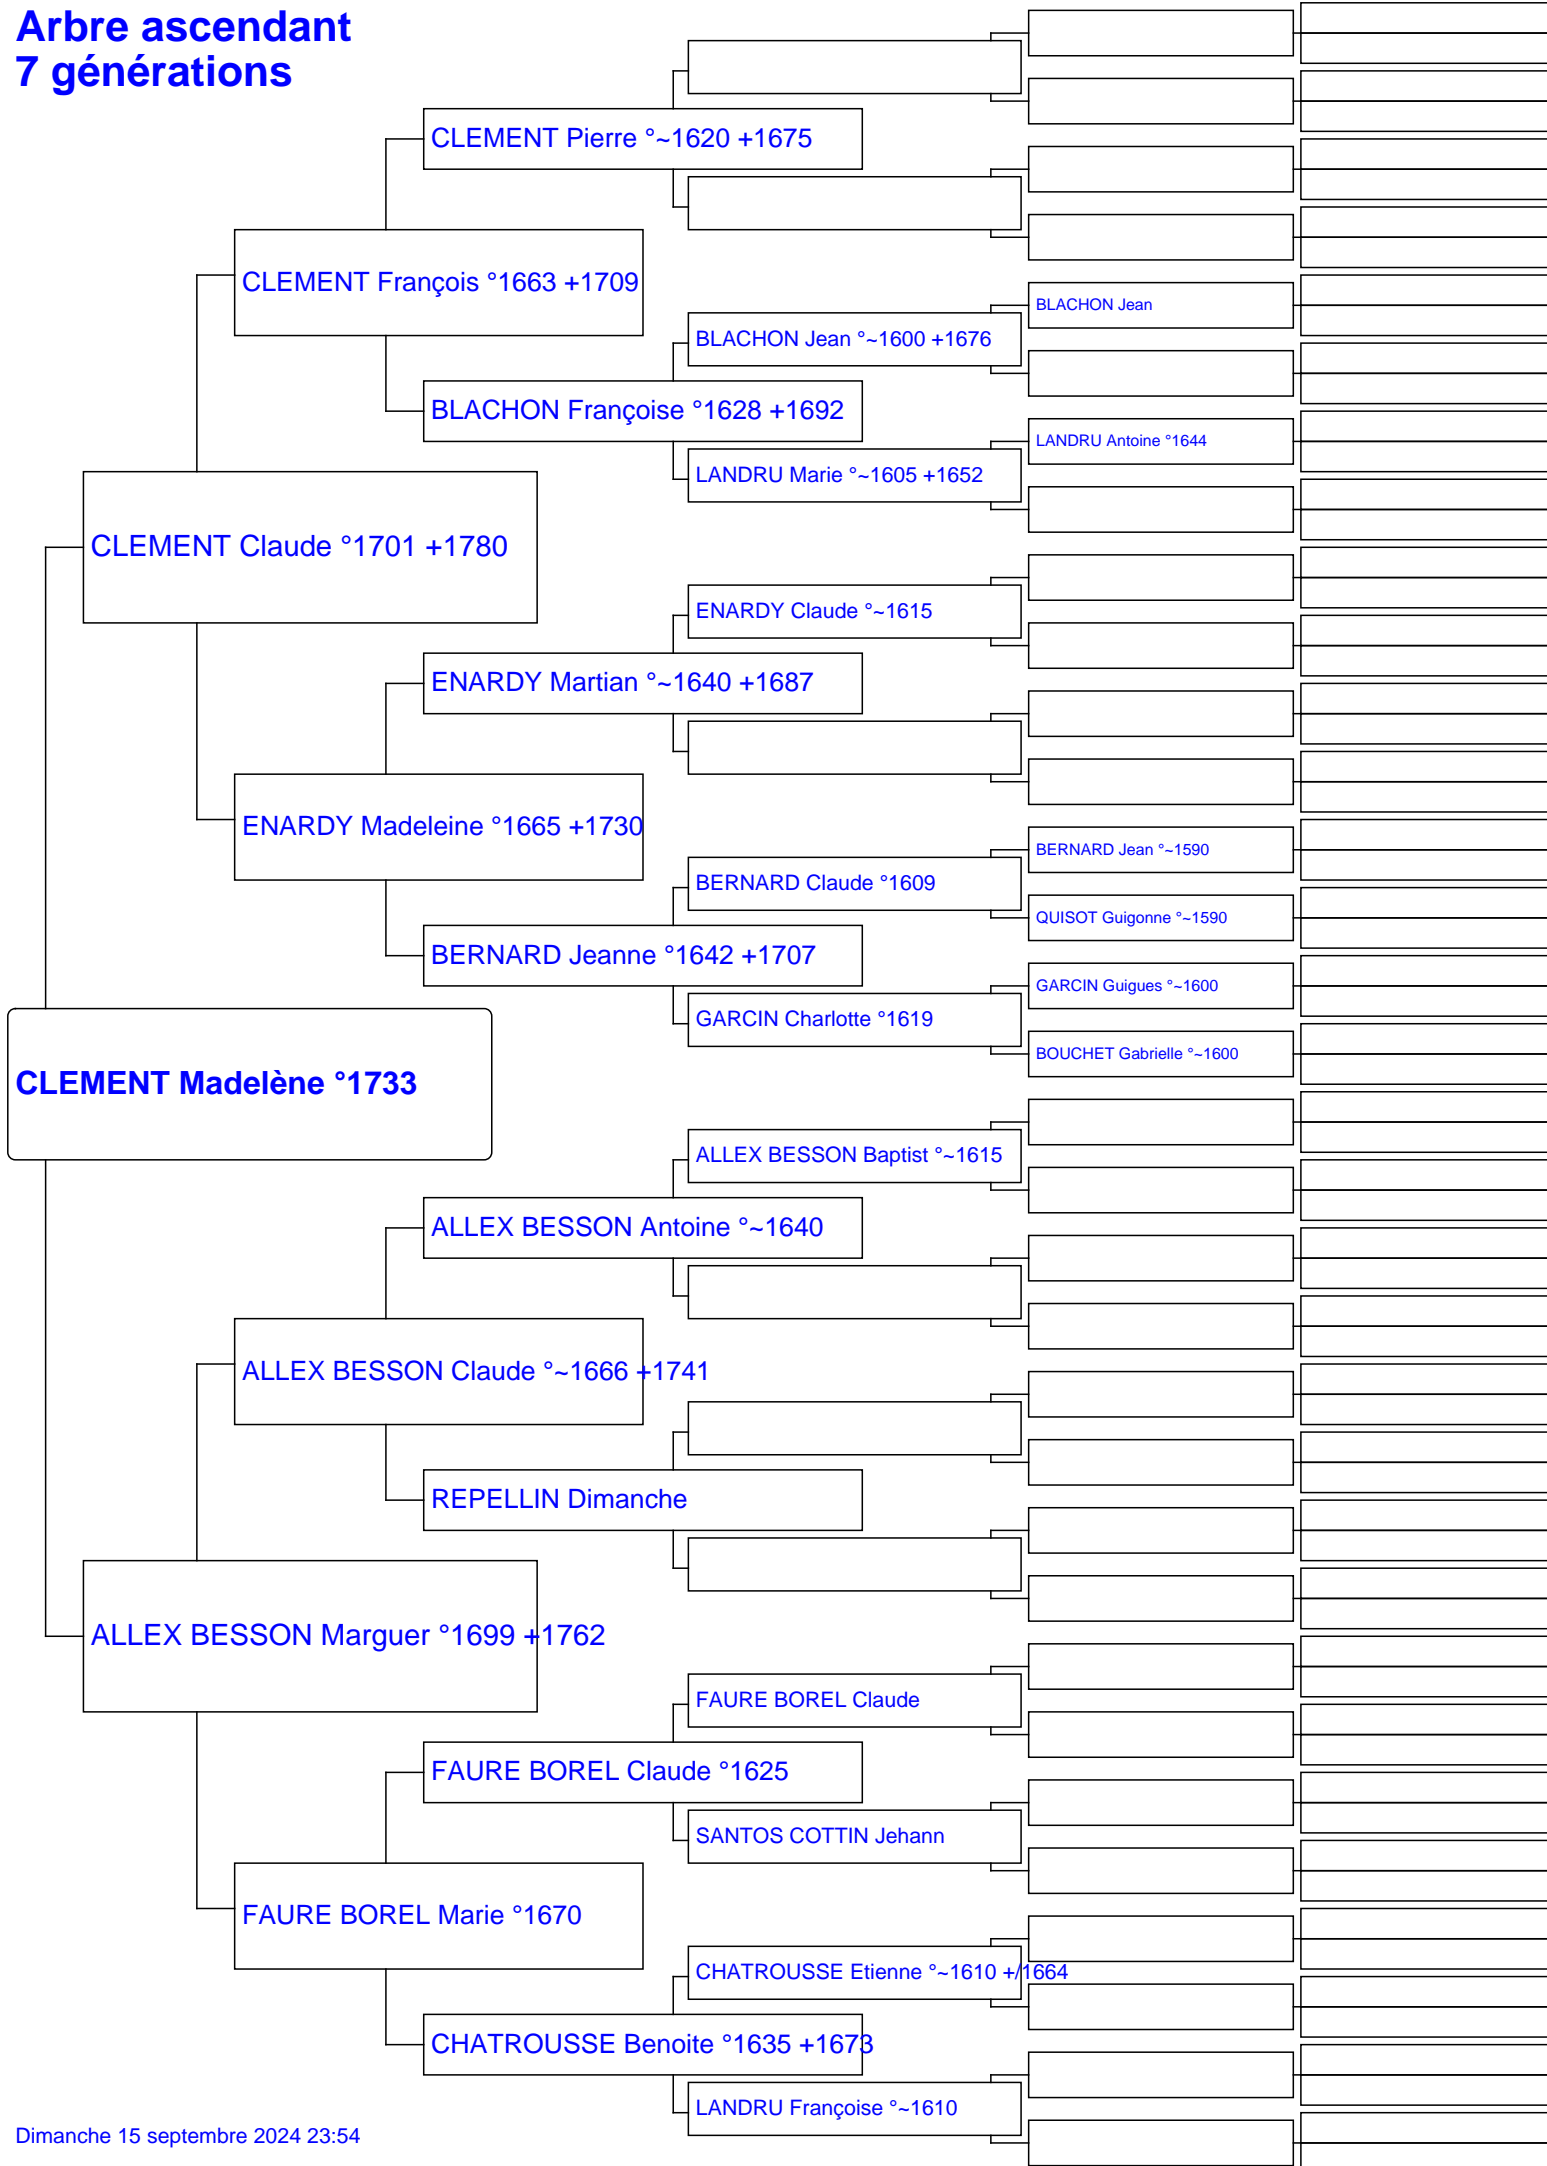 Arbre ascendant
7 générations
CLEMENT Pierre °~1620 +1675
CLEMENT François °1663 +1709
BLACHON Jean
BLACHON Jean °~1600 +1676
BLACHON Françoise °1628 +1692
LANDRU Antoine °1644
LANDRU Marie °~1605 +1652
CLEMENT Claude °1701 +1780
ENARDY Claude °~1615
ENARDY Martian °~1640 +1687
ENARDY Madeleine °1665 +1730
BERNARD Jean °~1590
BERNARD Claude °1609
QUISOT Guigonne °~1590
BERNARD Jeanne °1642 +1707
GARCIN Guigues °~1600
GARCIN Charlotte °1619
BOUCHET Gabrielle °~1600
CLEMENT Madelène °1733
ALLEX BESSON Baptist °~1615
ALLEX BESSON Antoine °~1640
ALLEX BESSON Claude °~1666 +1741
REPELLIN Dimanche
ALLEX BESSON Marguer °1699 +1762
FAURE BOREL Claude
FAURE BOREL Claude °1625
SANTOS COTTIN Jehann
FAURE BOREL Marie °1670
CHATROUSSE Etienne °~1610 +/1664
CHATROUSSE Benoite °1635 +1673
LANDRU Françoise °~1610
Dimanche 15 septembre 2024 23:54